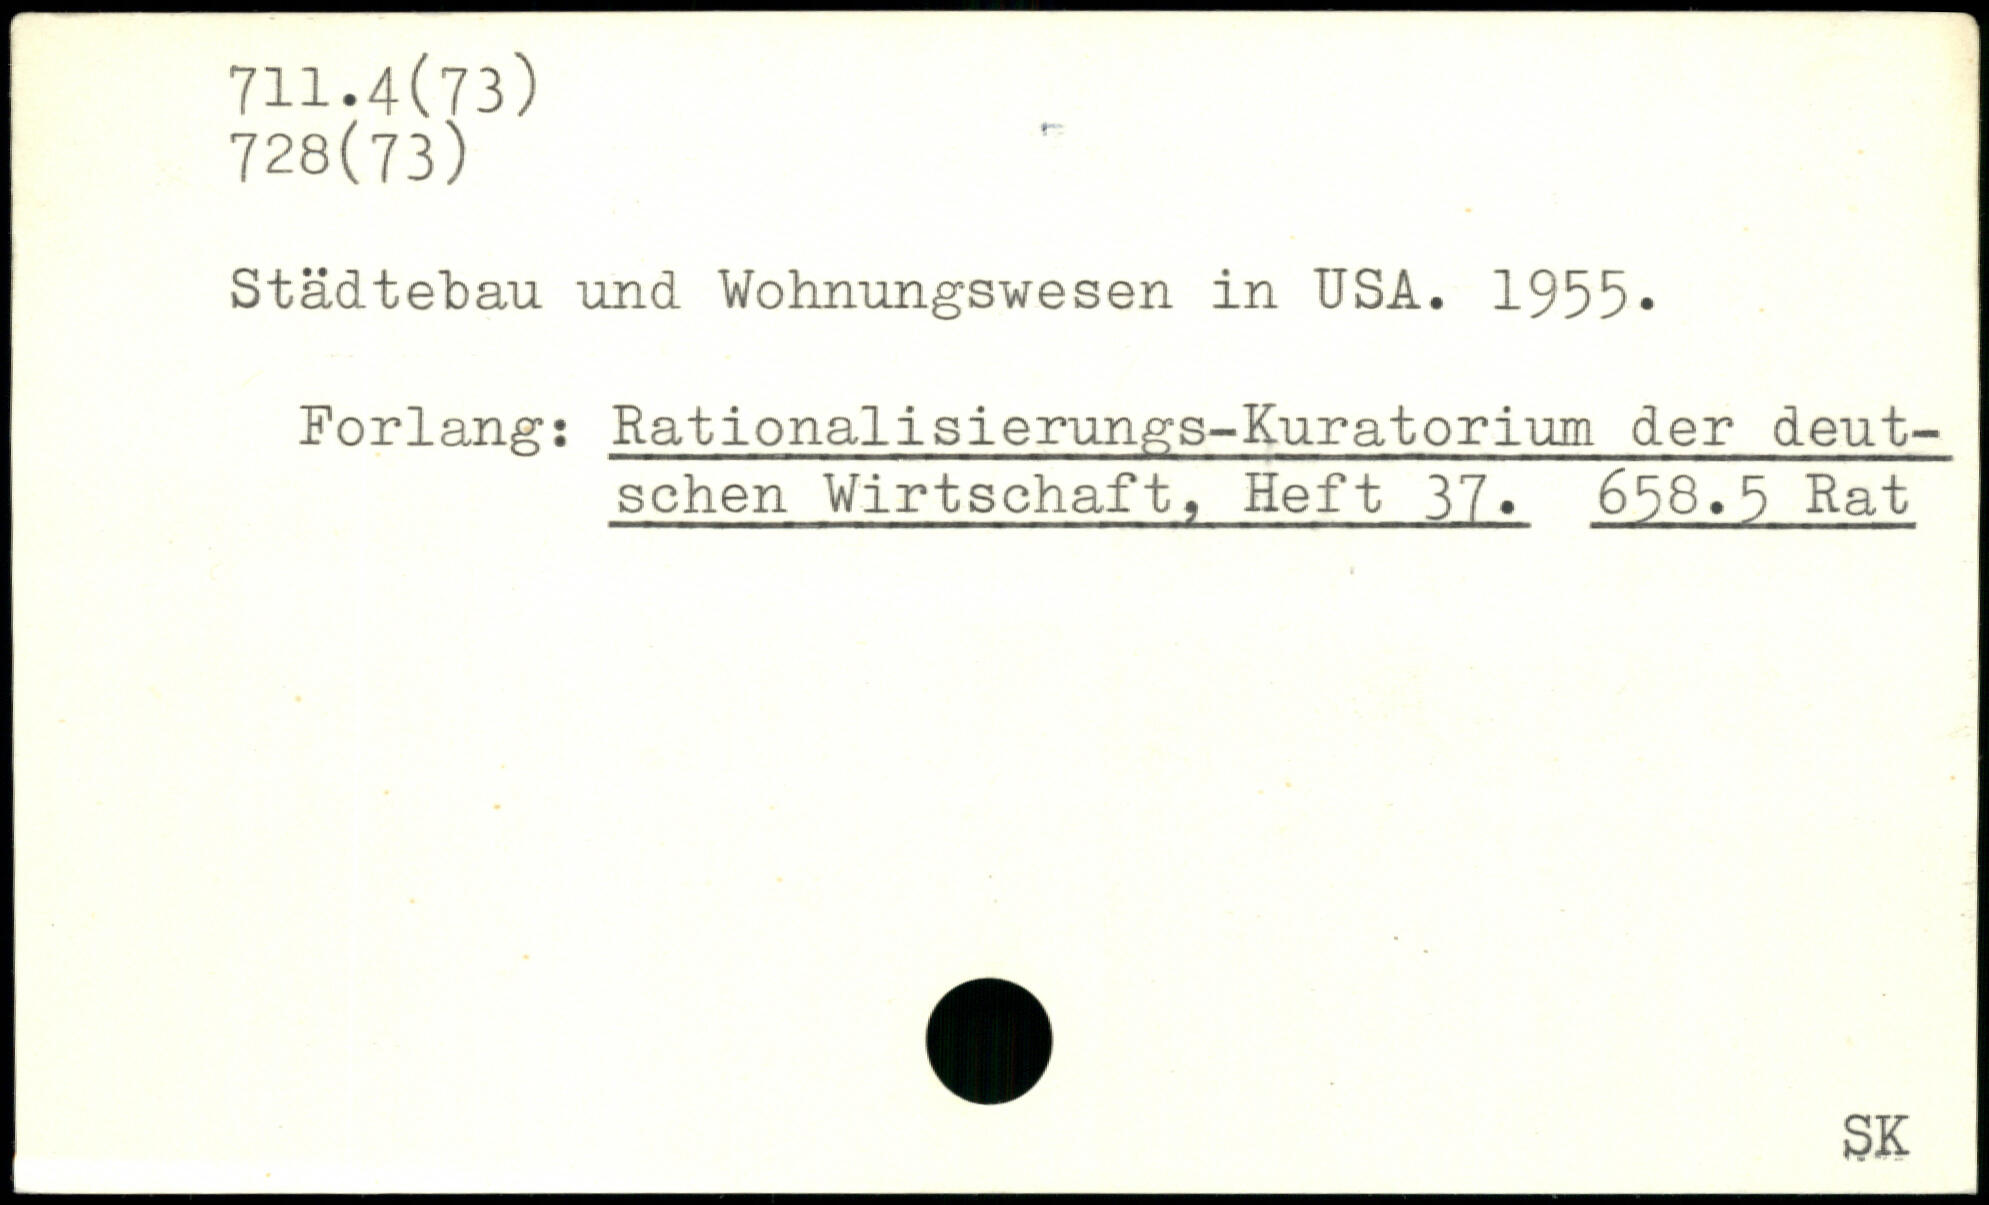 711.4(73)
728(73)
Städtebau und Wohnungswesen in USA. 1955.
Forlang: Rationalisierungs-Kuratorium der deut-
schen Wirtschaft, Heft 37. 658.5 Rat
SK